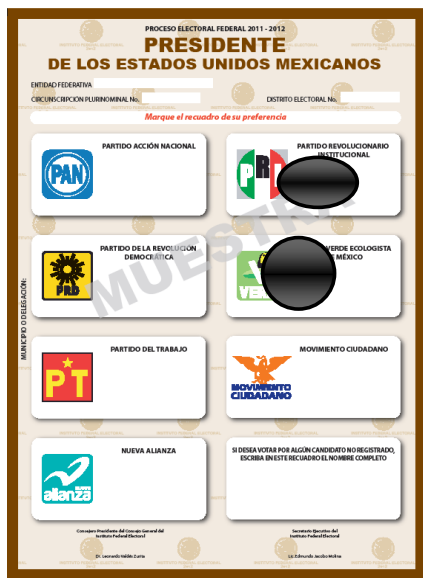 PROCESO ELECTORAL FEDERAL 2011 - 2012
PRESIDENTE
DE LOS ESTADOS UNIDOS MEXICANOS
ENTIDAD FEDERATIVA
CIRCUNSCRIPCIÓN PLURINOMINAL No.
DISTRITO ELECTORAL No.
Marque el recuadro de su preferencia
MUNICIPIO O DELEGACIÓN:
PARTIDO ACCIÓN NACIONAL
PAN
PARTIDO REVOLUCIONARIO
INSTITUCIONAL
PRI
PARTIDO DE LA REVOLUCIÓN
DEMOCRÁTICA
PRD
VERDE ECOLOGISTA
MÉXICO
VERDE
MUESTRA
PARTIDO DEL TRABAJO
PT
MOVIMIENTO CIUDADANO
MOVIMIENTO
CIUDADANO
NUEVA ALIANZA
nueva
alianza
SI DESEA VOTAR POR ALGÚN CANDIDATO NO REGISTRADO,
ESCRIBA EN ESTE RECUADRO EL NOMBRE COMPLETO
Consejero Presidente del Consejo General del
Instituto Federal Electoral
Dr. Leonardo Valdés Zurita
Secretario Ejecutivo del
Instituto Federal Electoral
Lic. Edmundo Jacobo Molina